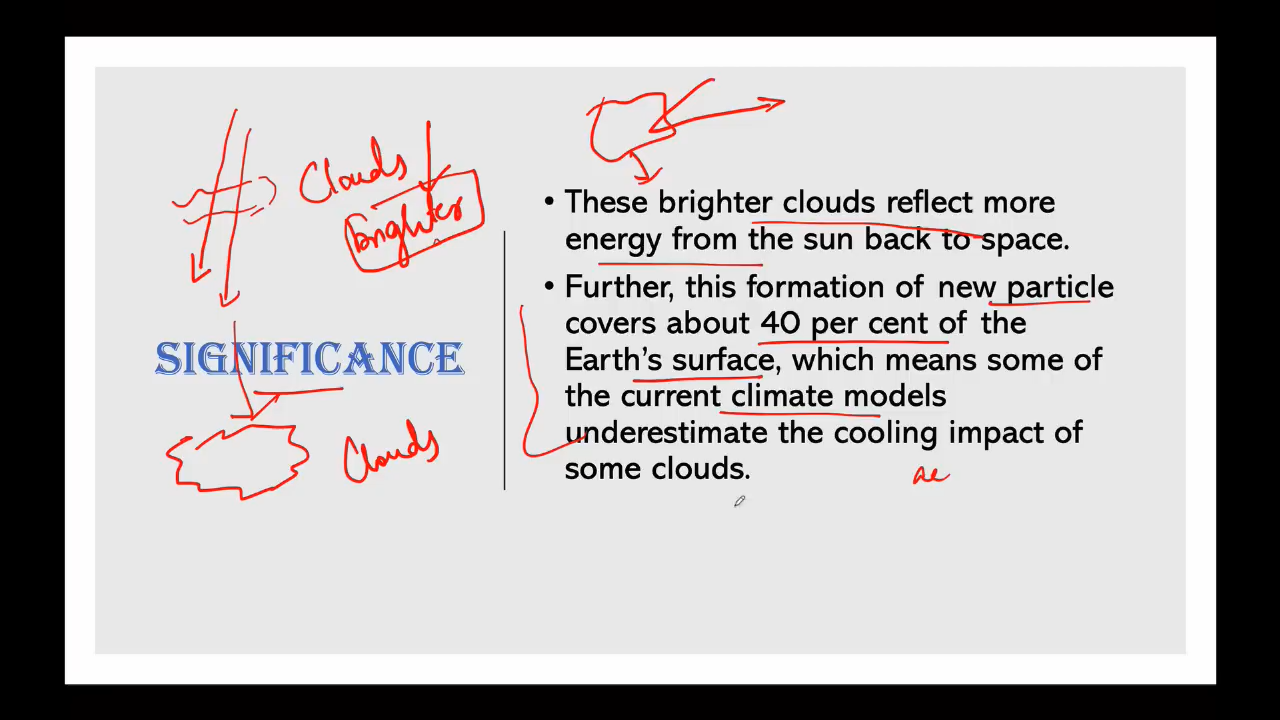 Clouds
Brighter
SIGNIFICANCE
Clouds
• These brighter clouds reflect more
energy from the sun back to space.
• Further, this formation of new particle
covers about 40 per cent of the
Earth's surface, which means some of
the current climate models
underestimate the cooling impact of
some clouds.